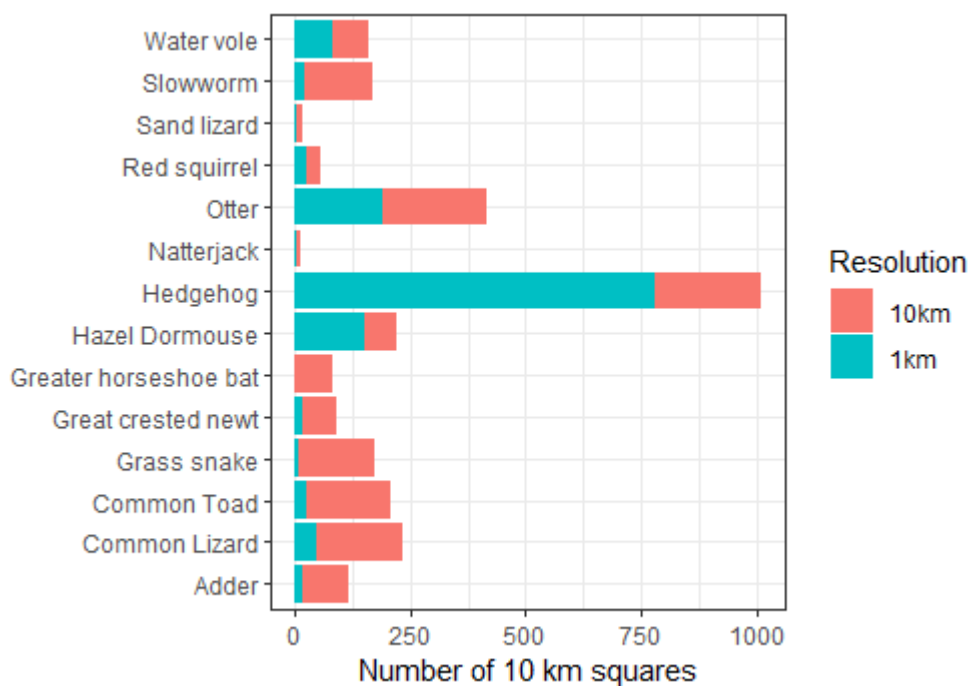 Water vole
Slowworm
Sand lizard
Red squirrel
Otter
Natterjack
Hedgehog
Hazel Dormouse
Greater horseshoe bat
Great crested newt
Grass snake
Common Toad
Common Lizard
Adder
0 250 500 750 1000
Number of 10 km squares
Resolution
10km
1km